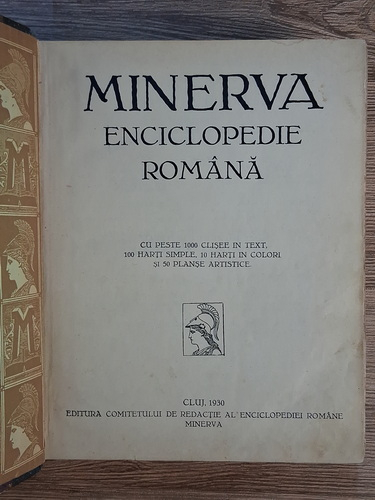 MINERVA
ENCICLOPEDIE
ROMÂNĂ
CU PESTE 1000 CLIȘEE IN TEXT,
100 HARTI SIMPLE, 10 HARTI IN COLORI
ȘI 50 PLANȘE ARTISTICE.
CLUJ, 1930
EDITURA COMITETULUI DE REDACȚIE AL ENCICLOPEDIEI ROMÂNE
MINERVA
M
M